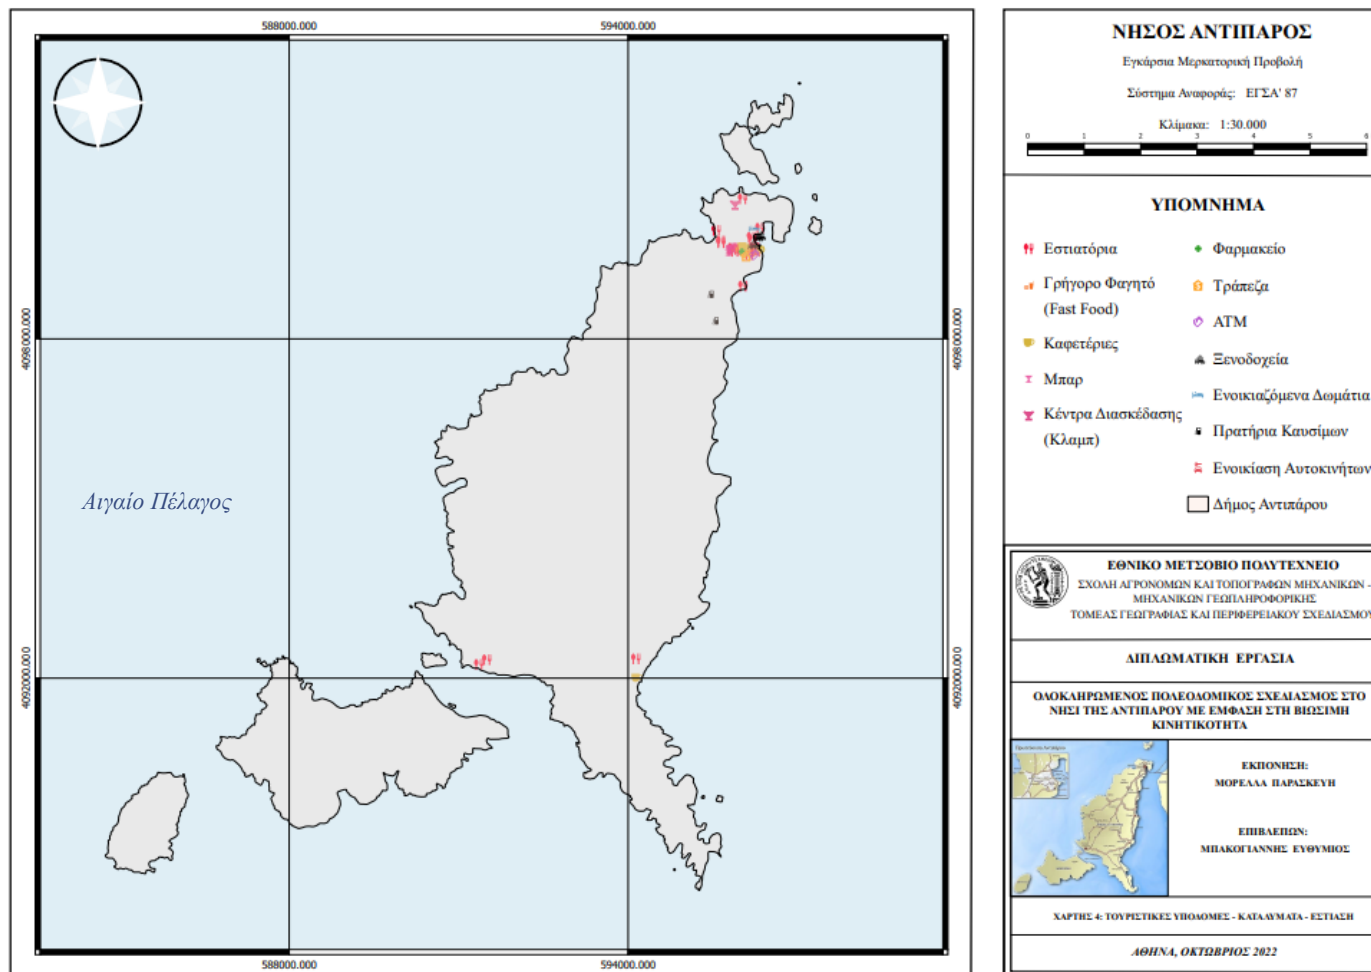 588000.000
594000.000
4098000.000
4098000.000
Αιγαίο Πέλαγος
4092000.000
4092000.000
588000.000
594000.000
ΝΗΣΟΣ ΑΝΤΙΠΑΡΟΣ
Εγκάρσια Μερκατορική Προβολή
Σύστημα Αναφοράς: ΕΓΣΑ' 87
Κλίμακα: 1:30.000
0 1 2 3 4 5 6
ΥΠΟΜΝΗΜΑ
Εστιατόρια
Γρήγορο Φαγητό
(Fast Food)
Καφετέριες
Μπαρ
Κέντρα Διασκέδασης
(Κλαμπ)
Φαρμακείο
Τράπεζα
ΑΤΜ
Ξενοδοχεία
Ενοικιαζόμενα Δωμάτια
Πρατήρια Καυσίμων
Ενοικίαση Αυτοκινήτων
Δήμος Αντιπάρου
ΕΘΝΙΚΟ ΜΕΤΣΟΒΙΟ ΠΟΛΥΤΕΧΝΕΙΟ
ΣΧΟΛΗ ΑΓΡΟΝΟΜΩΝ ΚΑΙ ΤΟΠΟΓΡΑΦΩΝ ΜΗΧΑΝΙΚΩΝ -
ΜΗΧΑΝΙΚΩΝ ΓΕΩΠΛΗΡΟΦΟΡΙΚΗΣ
ΤΟΜΕΑΣ ΓΕΩΓΡΑΦΙΑΣ ΚΑΙ ΠΕΡΙΦΕΡΕΙΑΚΟΥ ΣΧΕΔΙΑΣΜΟΥ
ΔΙΠΛΩΜΑΤΙΚΗ ΕΡΓΑΣΙΑ
ΟΛΟΚΛΗΡΩΜΕΝΟΣ ΠΟΛΕΟΔΟΜΙΚΟΣ ΣΧΕΔΙΑΣΜΟΣ ΣΤΟ
ΝΗΣΙ ΤΗΣ ΑΝΤΙΠΑΡΟΥ ΜΕ ΕΜΦΑΣΗ ΣΤΗ ΒΙΩΣΙΜΗ
ΚΙΝΗΤΙΚΟΤΗΤΑ
ΕΚΠΟΝΗΣΗ:
ΜΟΡΕΛΛΑ ΠΑΡΑΣΚΕΥΗ
ΕΠΙΒΛΕΠΩΝ:
ΜΠΑΚΟΓΙΑΝΝΗΣ ΕΥΘΥΜΙΟΣ
ΧΑΡΤΗΣ 4: ΤΟΥΡΙΣΤΙΚΕΣ ΥΠΟΔΟΜΕΣ - ΚΑΤΑΛΥΜΑΤΑ - ΕΣΤΙΑΣΗ
ΑΘΗΝΑ, ΟΚΤΩΒΡΙΟΣ 2022